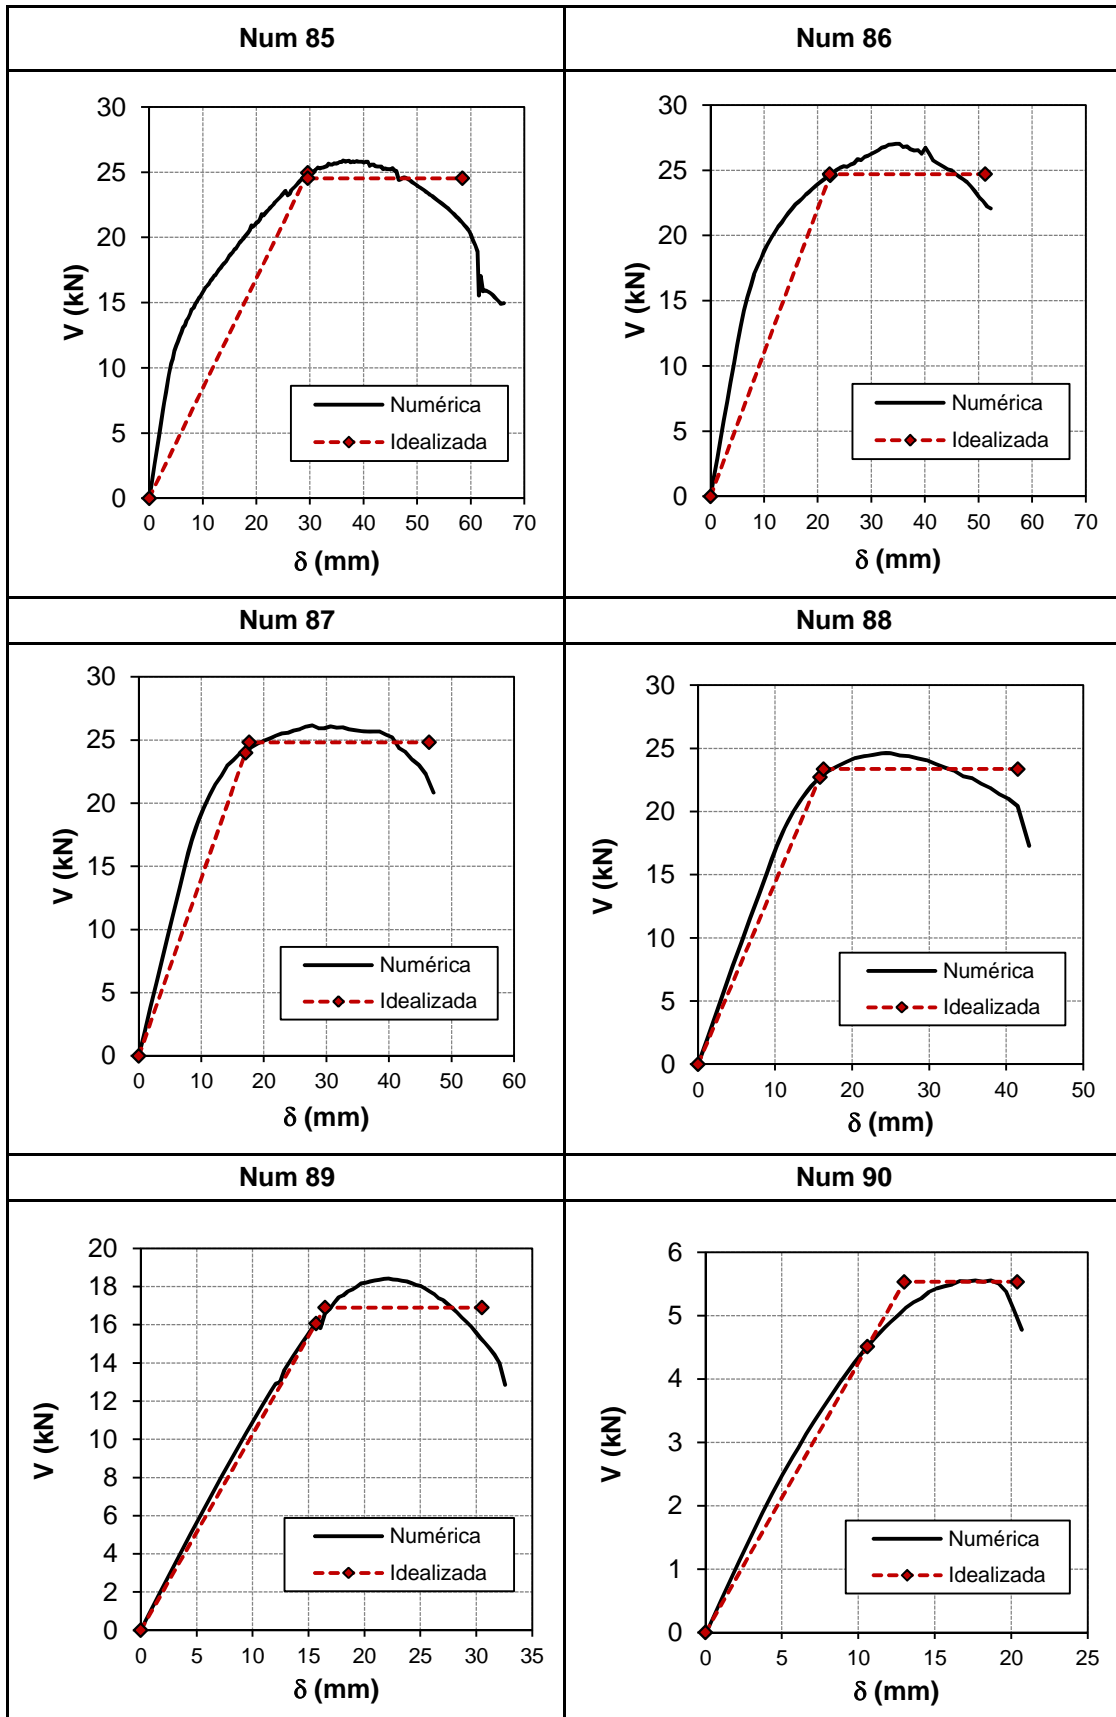 Num 85
Num 86
30
25
20
15
10
5
0
V (kN)
Numérica
Idealizada
0 10 20 30 40 50 60 70
δ (mm)
30
25
20
15
10
5
0
V (kN)
Numérica
Idealizada
0 10 20 30 40 50 60 70
δ (mm)
Num 87
Num 88
30
25
20
15
10
5
0
V (kN)
Numérica
Idealizada
0 10 20 30 40 50 60
δ (mm)
30
25
20
15
10
5
0
V (kN)
Numérica
Idealizada
0 10 20 30 40 50
δ (mm)
Num 89
Num 90
20
18
16
14
12
10
8
6
4
2
0
V (kN)
Numérica
Idealizada
0 5 10 15 20 25 30 35
δ (mm)
6
5
4
3
2
1
0
V (kN)
Numérica
Idealizada
0 5 10 15 20 25
δ (mm)